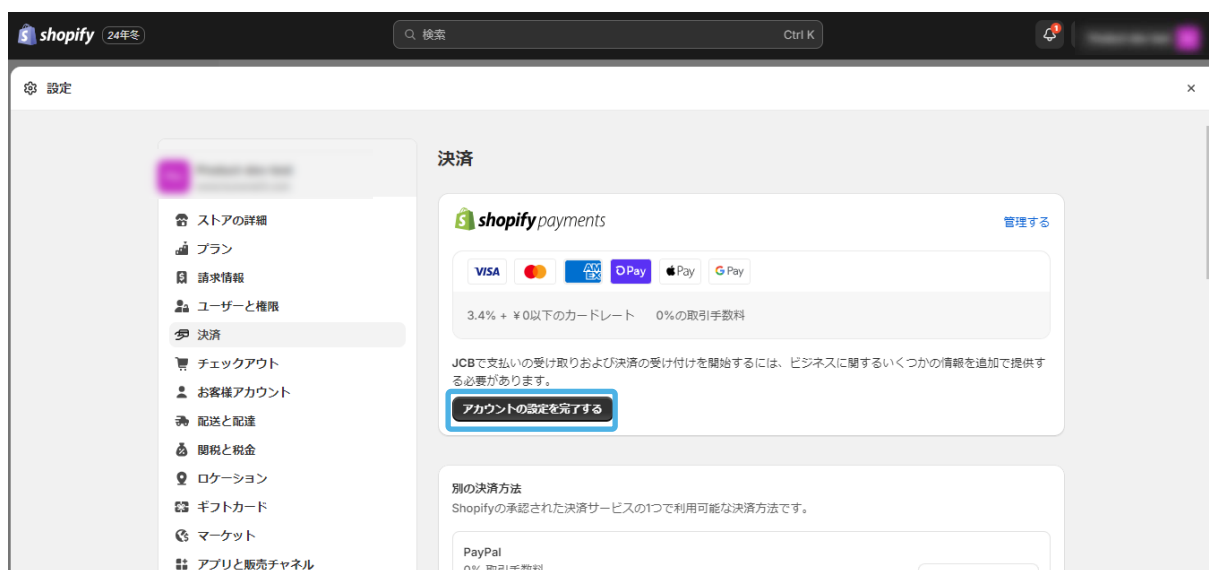 shopify 24年冬
検索 Ctrl K
設定
決済
shopify payments 管理する
VISA AM EX Pay Pay G Pay
3.4% + ¥0以下のカードレート 0%の取引手数料
JCBで支払いの受け取りおよび決済の受け付けを開始するには、ビジネスに関するいくつかの情報を追加で提供す
る必要があります。
アカウントの設定を完了する
別の決済方法
Shopifyの承認された決済サービスの1つで利用可能な決済方法です。
PayPal
0% 取引手数料
ストアの詳細
プラン
請求情報
ユーザーと権限
決済
チェックアウト
お客様アカウント
配送と配達
関税と税金
ロケーション
ギフトカード
マーケット
アプリと販売チャネル